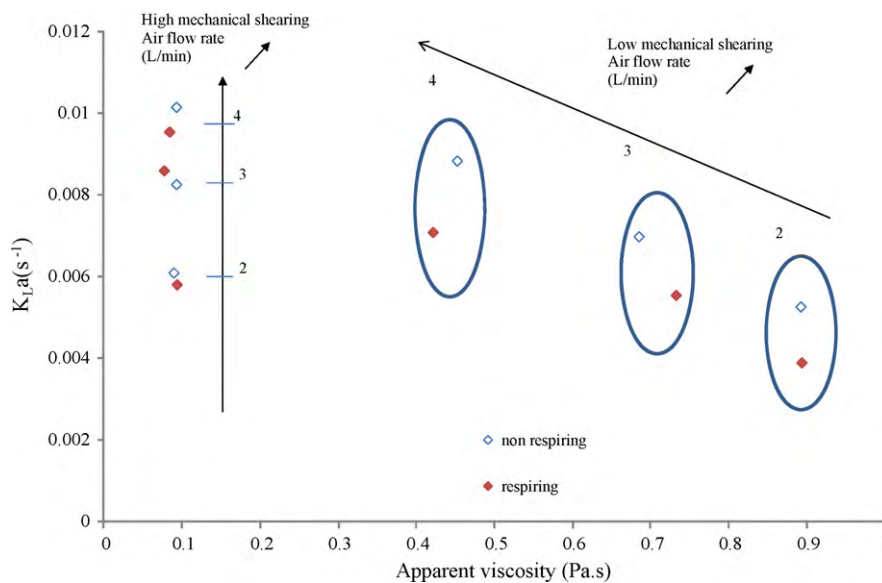 0.012
0.01
0.008
0.006
0.004
0.002
0
K_La(s⁻¹)
High mechanical shearing
Air flow rate
(L/min)
4
3
2
Low mechanical shearing
Air flow rate
(L/min)
4
3
2
non respiring
respiring
0 0.1 0.2 0.3 0.4 0.5 0.6 0.7 0.8 0.9
Apparent viscosity (Pa.s)